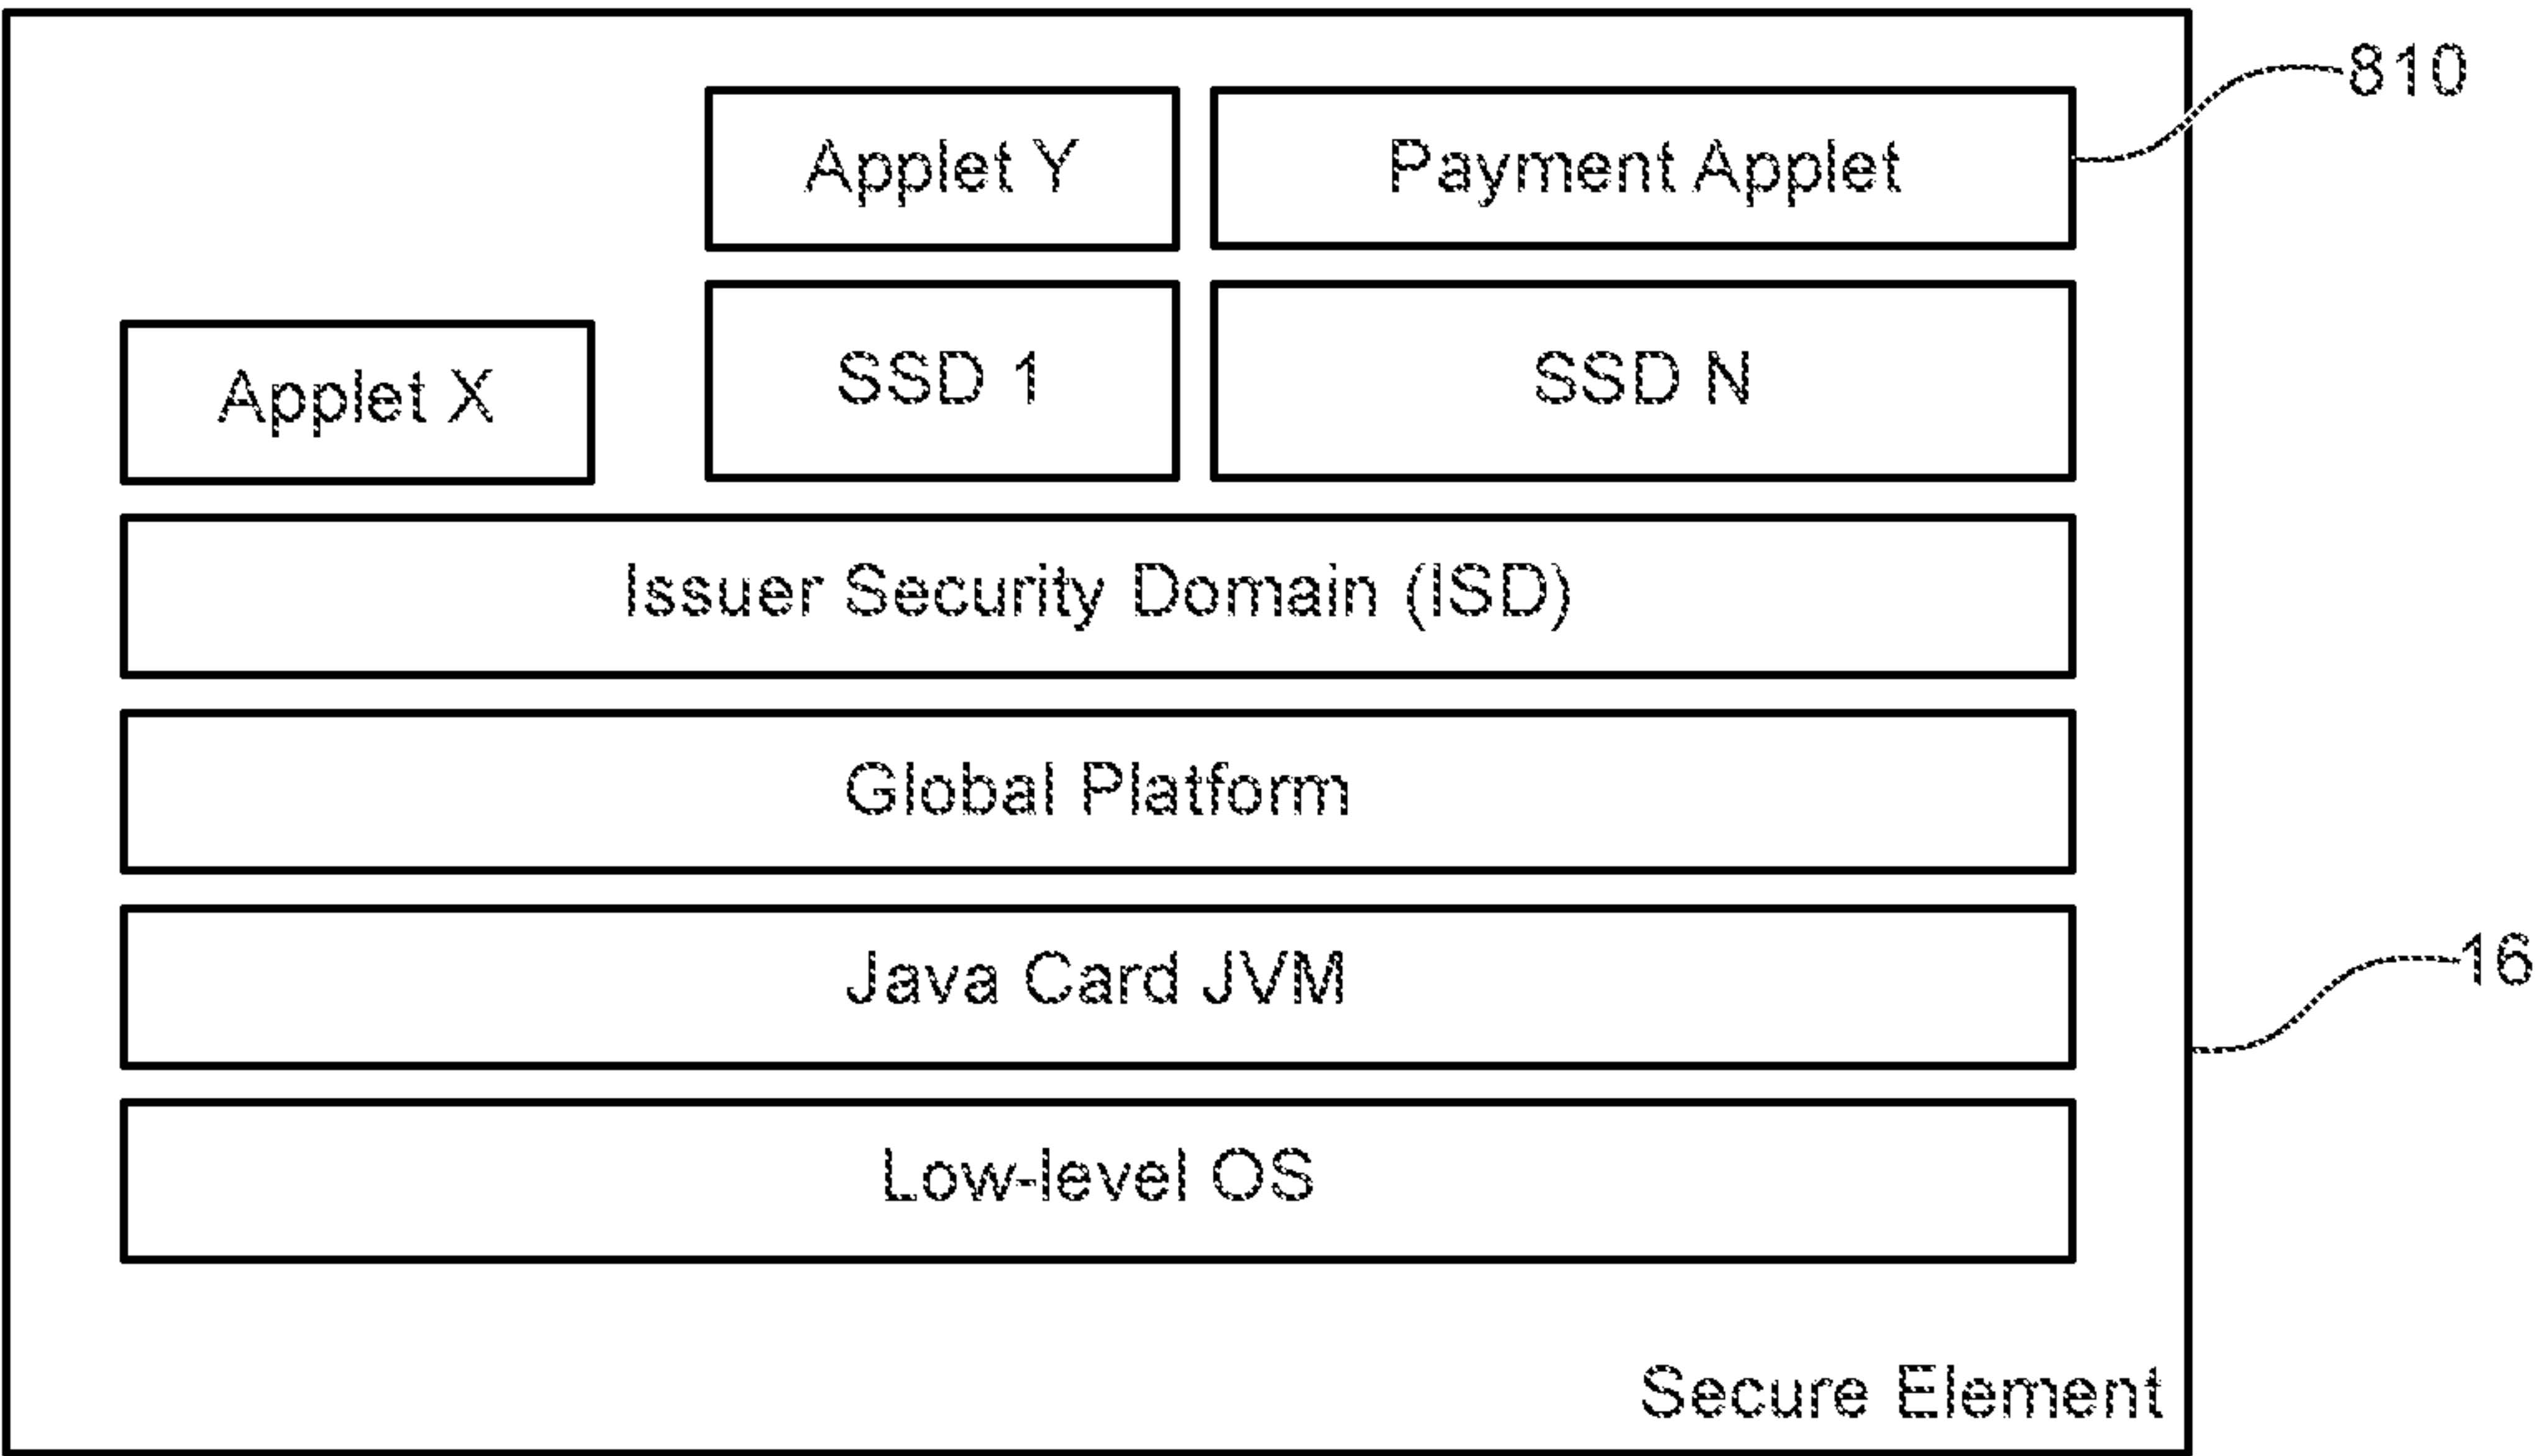 810
Applet Y
Payment Applet
Applet X
SSD 1
SSD N
Issuer Security Domain (ISD)
Global Platform
Java Card JVM
16
Low-level OS
Secure Element